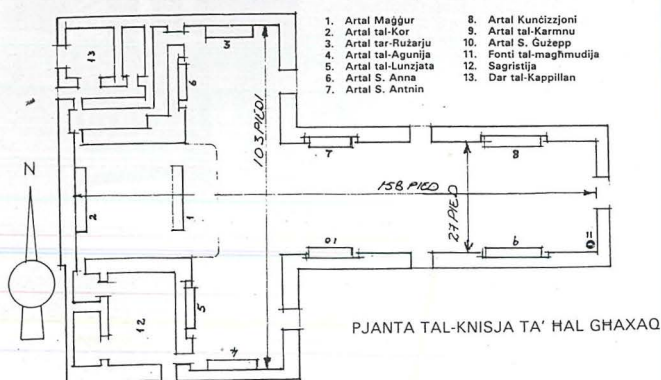 1. Artal Maġġur
2. Artal tal-Kor
3. Artal tar-Rużarju
4. Artal tal-Agunija
5. Artal tal-Lunzjata
6. Artal S. Anna
7. Artal S. Antnin
8. Artal Kunċizzjoni
9. Artal tal-Karmnu
10. Artal S. Ġużepp
11. Fonti tal-magħmudija
12. Sagristija
13. Dar tal-Kappillan
13
3
6
103 PIEDI
7
8
N
2
1
158 PIED
27 PIED
10
9
11
5
12
4
PJANTA TAL-KNISJA TA' ĦAL GĦAXAQ